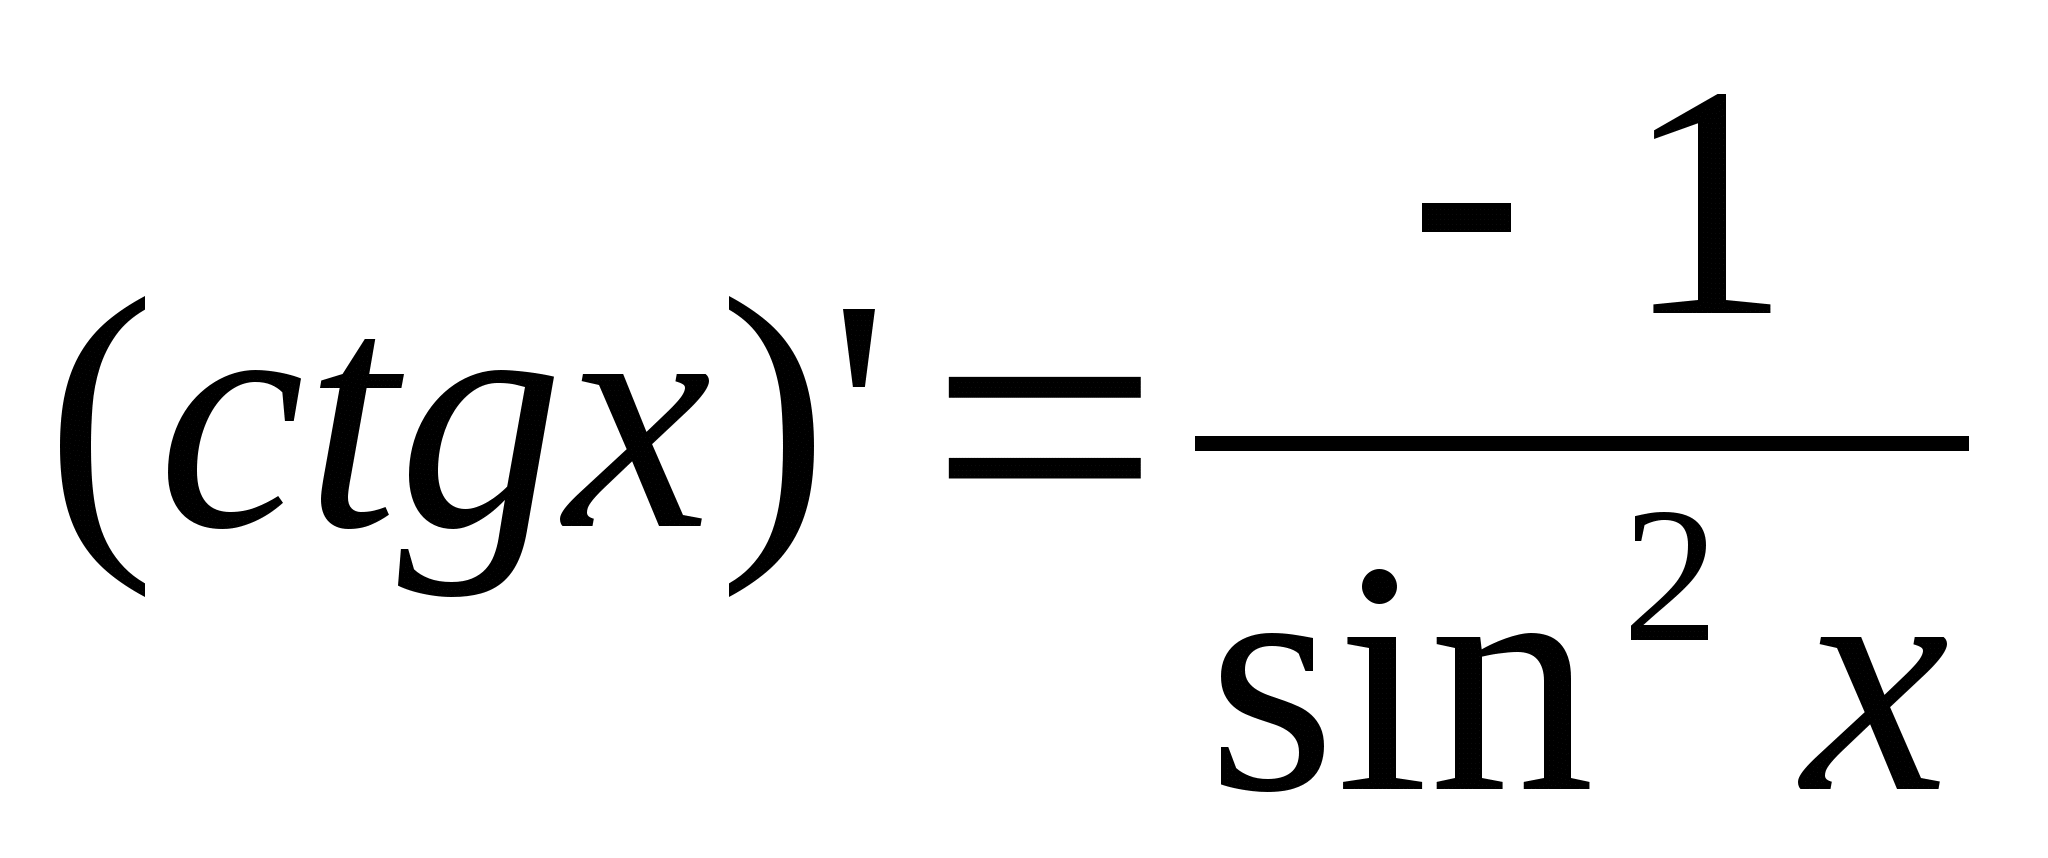 (ctgx)' = -1 / sin² x